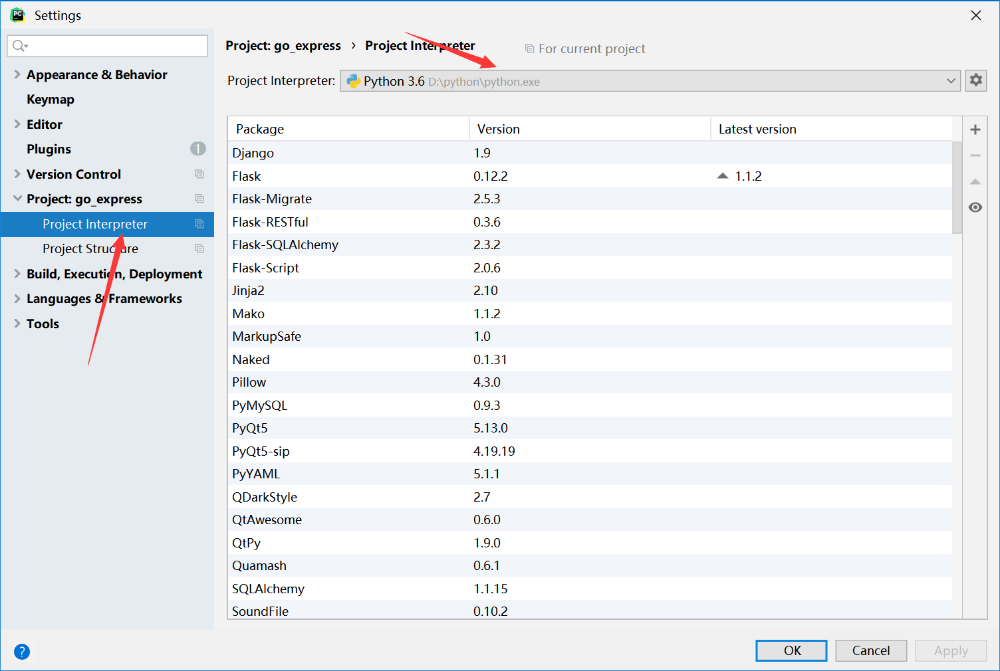 Settings
Project: go_express › Project Interpreter For current project
Appearance & Behavior
Keymap
Editor
Plugins 1
Version Control
Project: go_express
Project Interpreter
Project Structure
Build, Execution, Deployment
Languages & Frameworks
Tools
Project Interpreter: Python 3.6 D:\python\python.exe
Package Version Latest version
Django 1.9
Flask 0.12.2 1.1.2
Flask-Migrate 2.5.3
Flask-RESTful 0.3.6
Flask-SQLAlchemy 2.3.2
Flask-Script 2.0.6
Jinja2 2.10
Mako 1.1.2
MarkupSafe 1.0
Naked 0.1.31
Pillow 4.3.0
PyMySQL 0.9.3
PyQt5 5.13.0
PyQt5-sip 4.19.19
PyYAML 5.1.1
QDarkStyle 2.7
QtAwesome 0.6.0
QtPy 1.9.0
Quamash 0.6.1
SQLAlchemy 1.1.15
SoundFile 0.10.2
? OK Cancel Apply